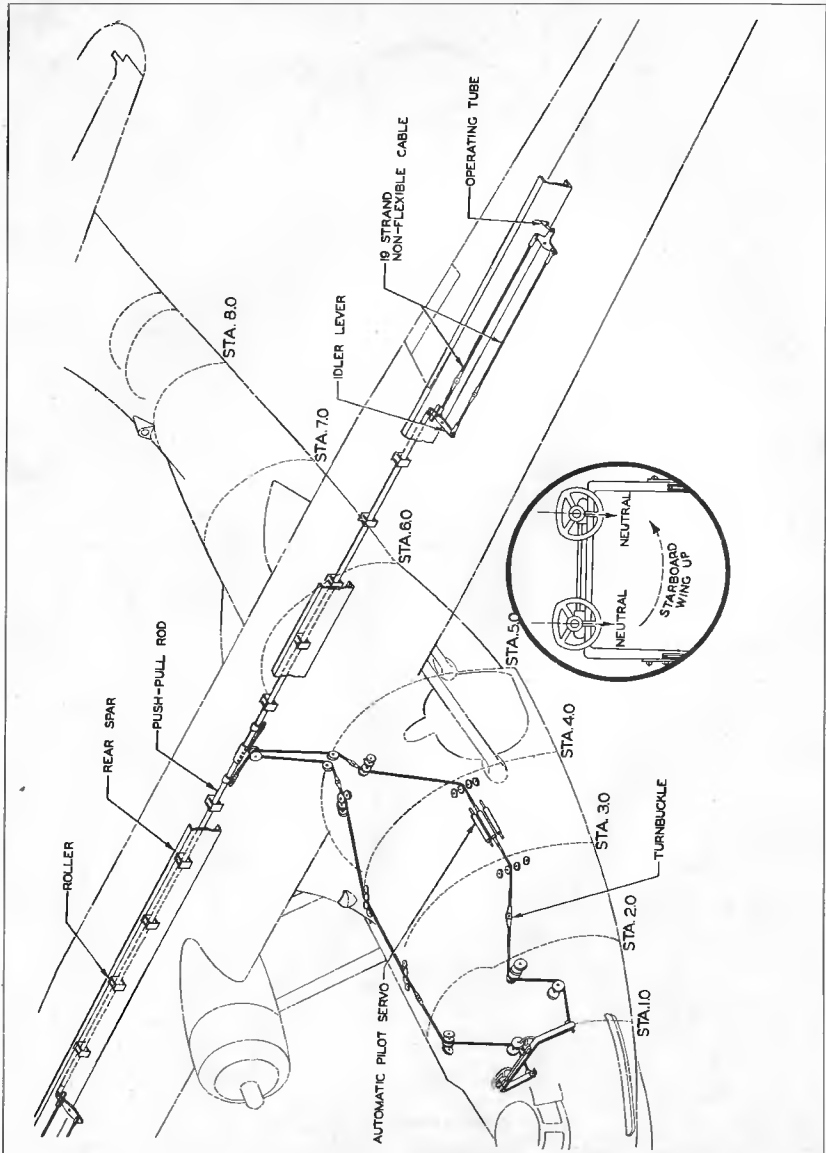 ROLLER
REAR SPAR
PUSH-PULL ROD
STA. 8.0
STA. 7.0
STA. 6.0
IDLER LEVER
19 STRAND
NON-FLEXIBLE CABLE
OPERATING TUBE
AUTOMATIC PILOT SERVO
STA. 5.0
STA. 4.0
STA. 3.0
STA. 2.0
STA. 1.0
TURNBUCKLE
NEUTRAL
NEUTRAL
STARBOARD
WING UP